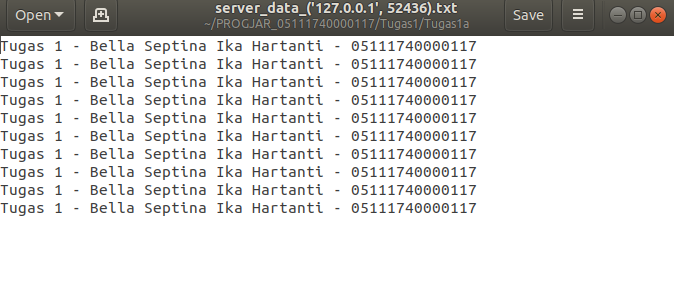 Open
server_data_('127.0.0.1', 52436).txt
~/PROGJAR_05111740000117/Tugas1/Tugas1a
Save
Tugas 1 - Bella Septina Ika Hartanti - 05111740000117
Tugas 1 - Bella Septina Ika Hartanti - 05111740000117
Tugas 1 - Bella Septina Ika Hartanti - 05111740000117
Tugas 1 - Bella Septina Ika Hartanti - 05111740000117
Tugas 1 - Bella Septina Ika Hartanti - 05111740000117
Tugas 1 - Bella Septina Ika Hartanti - 05111740000117
Tugas 1 - Bella Septina Ika Hartanti - 05111740000117
Tugas 1 - Bella Septina Ika Hartanti - 05111740000117
Tugas 1 - Bella Septina Ika Hartanti - 05111740000117
Tugas 1 - Bella Septina Ika Hartanti - 05111740000117